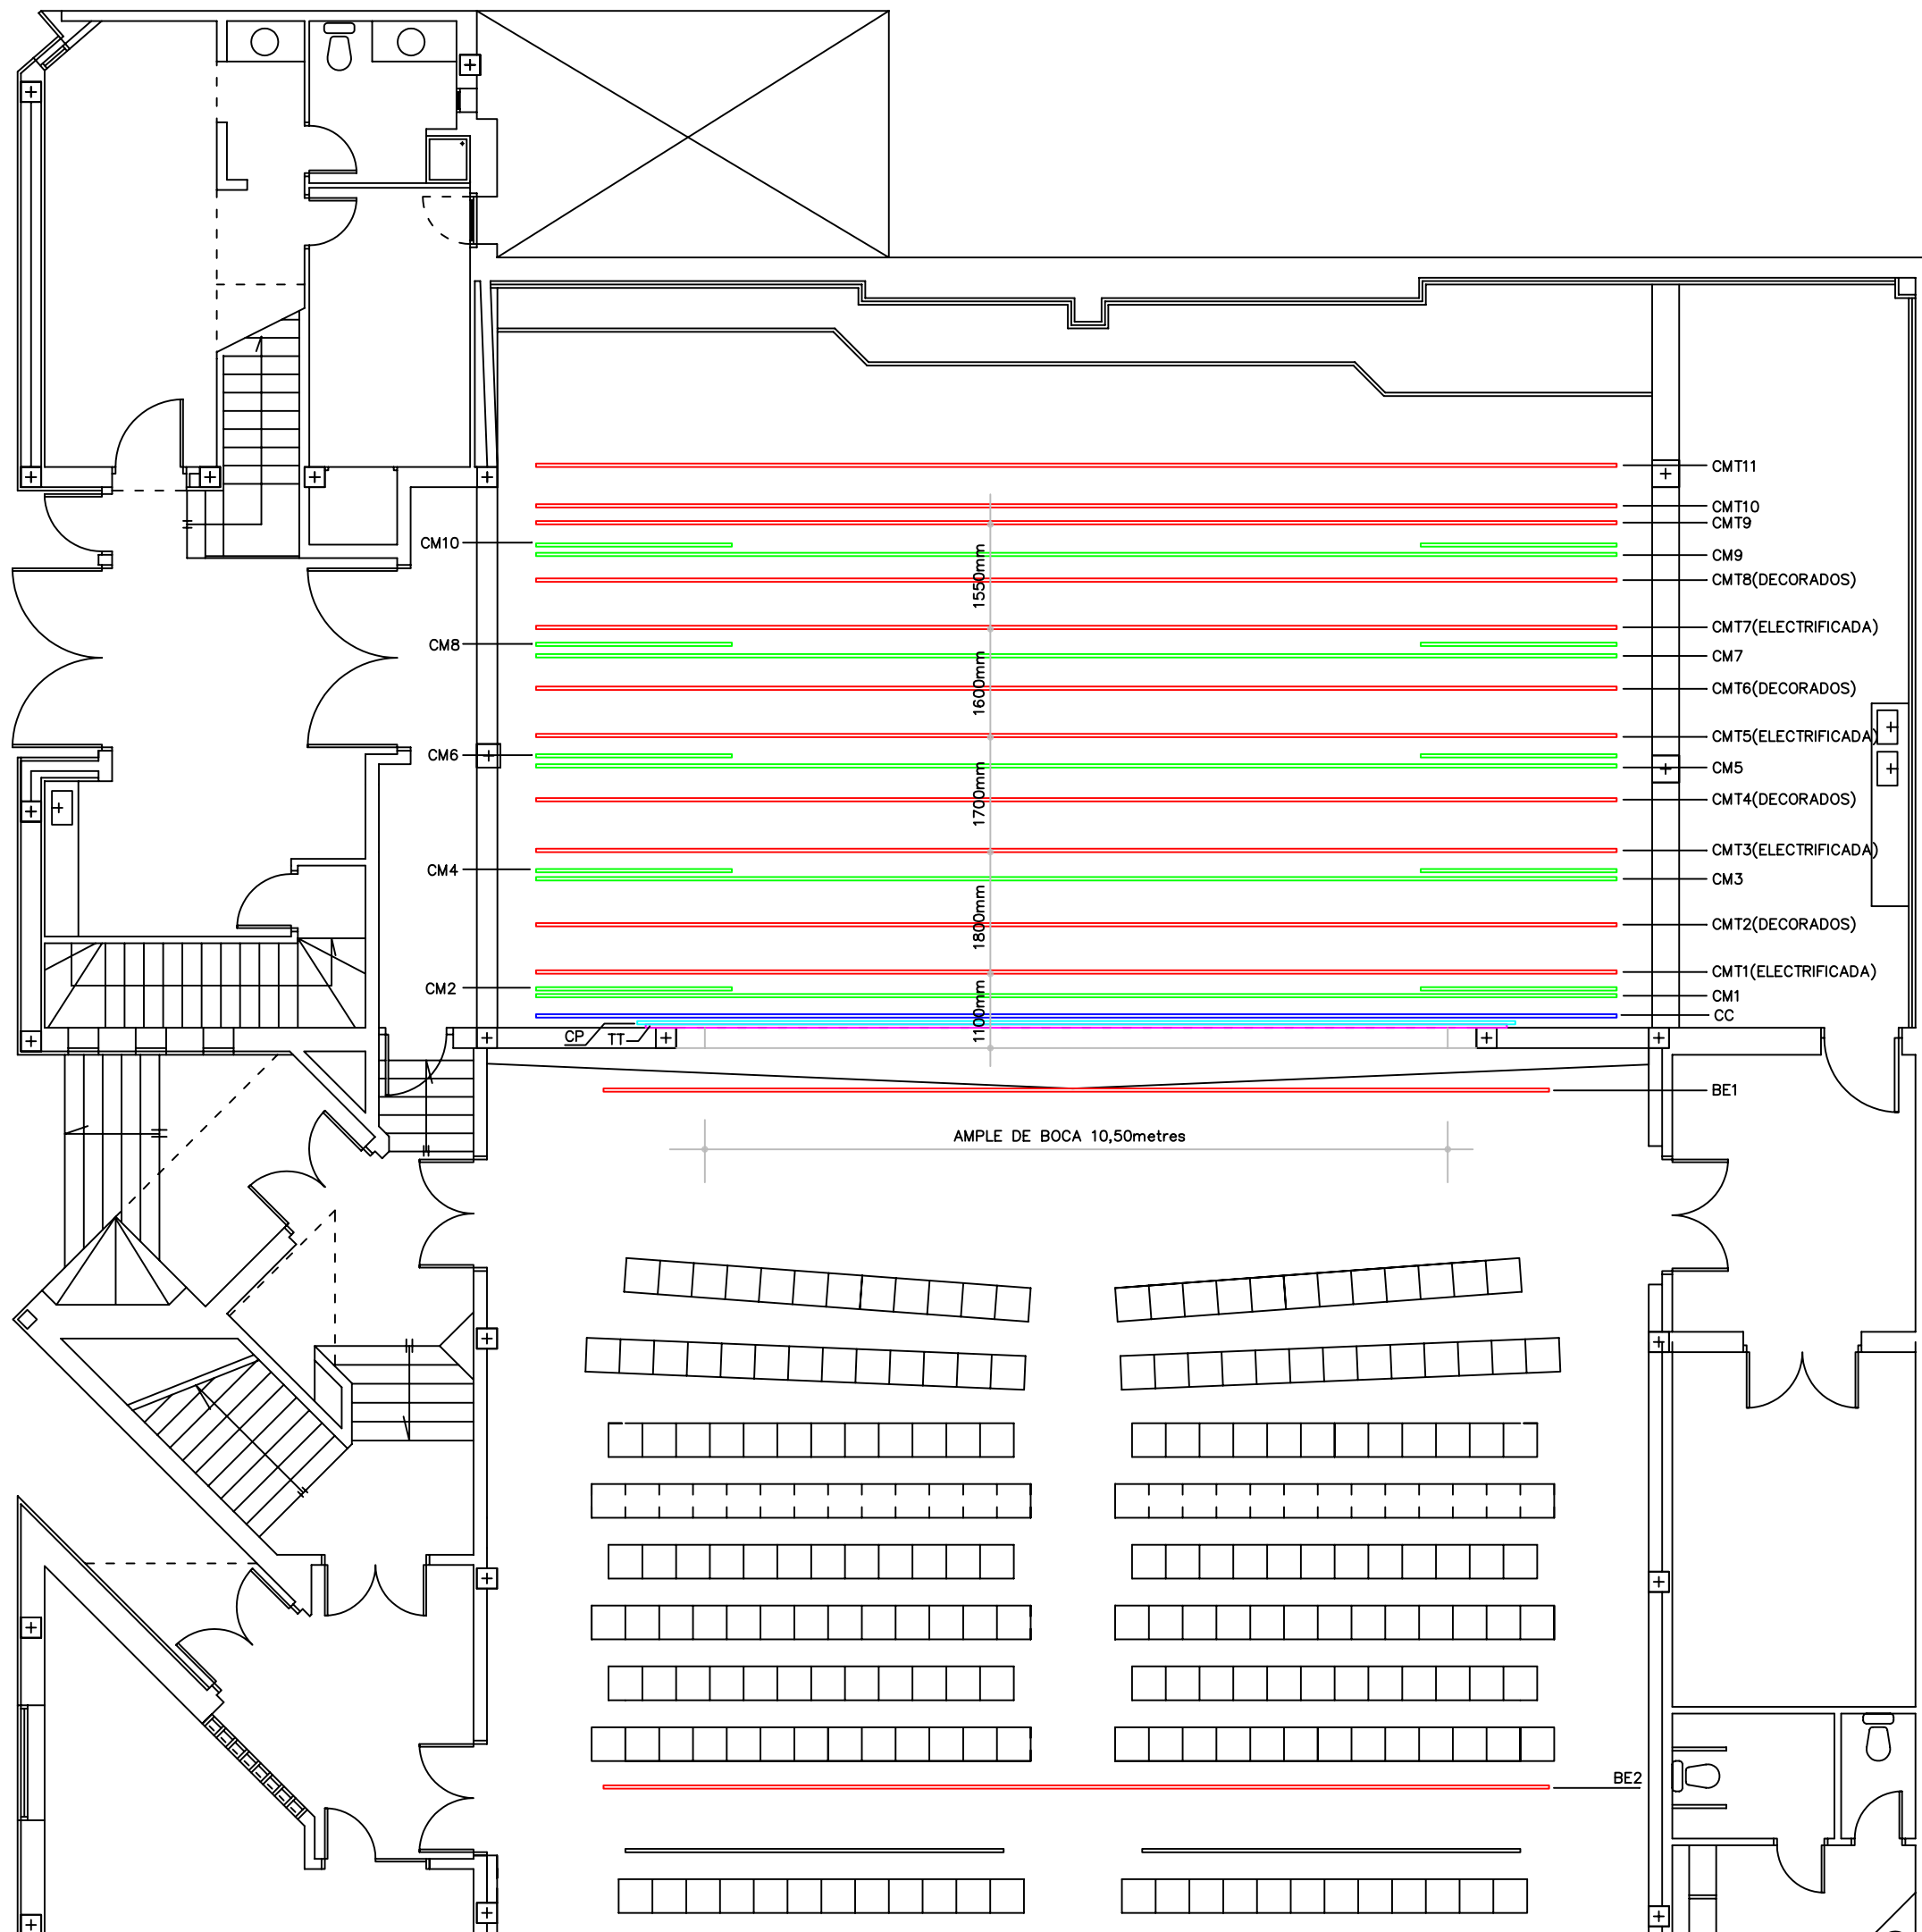 CMT11
CMT10
CMT9
CM10
CM9
1550mm
CMT8(DECORADOS)
CMT7(ELECTRIFICADA)
CM8
CM7
1600mm
CMT6(DECORADOS)
CMT5(ELECTRIFICADA)
CM6
CM5
1700mm
CMT4(DECORADOS)
CMT3(ELECTRIFICADA)
CM4
CM3
1800mm
CMT2(DECORADOS)
CMT1(ELECTRIFICADA)
CM2
CM1
CC
1100mm
CP
TT
BE1
AMPLE DE BOCA 10,50metres
BE2